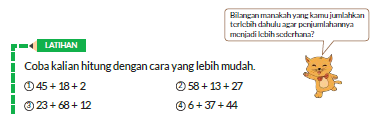 Bilangan manakah yang kamu jumlahkan
terlebih dahulu agar penjumlahannya
menjadi lebih sederhana?
LATIHAN
Coba kalian hitung dengan cara yang lebih mudah.
① 45 + 18 + 2
② 58 + 13 + 27
③ 23 + 68 + 12
④ 6 + 37 + 44